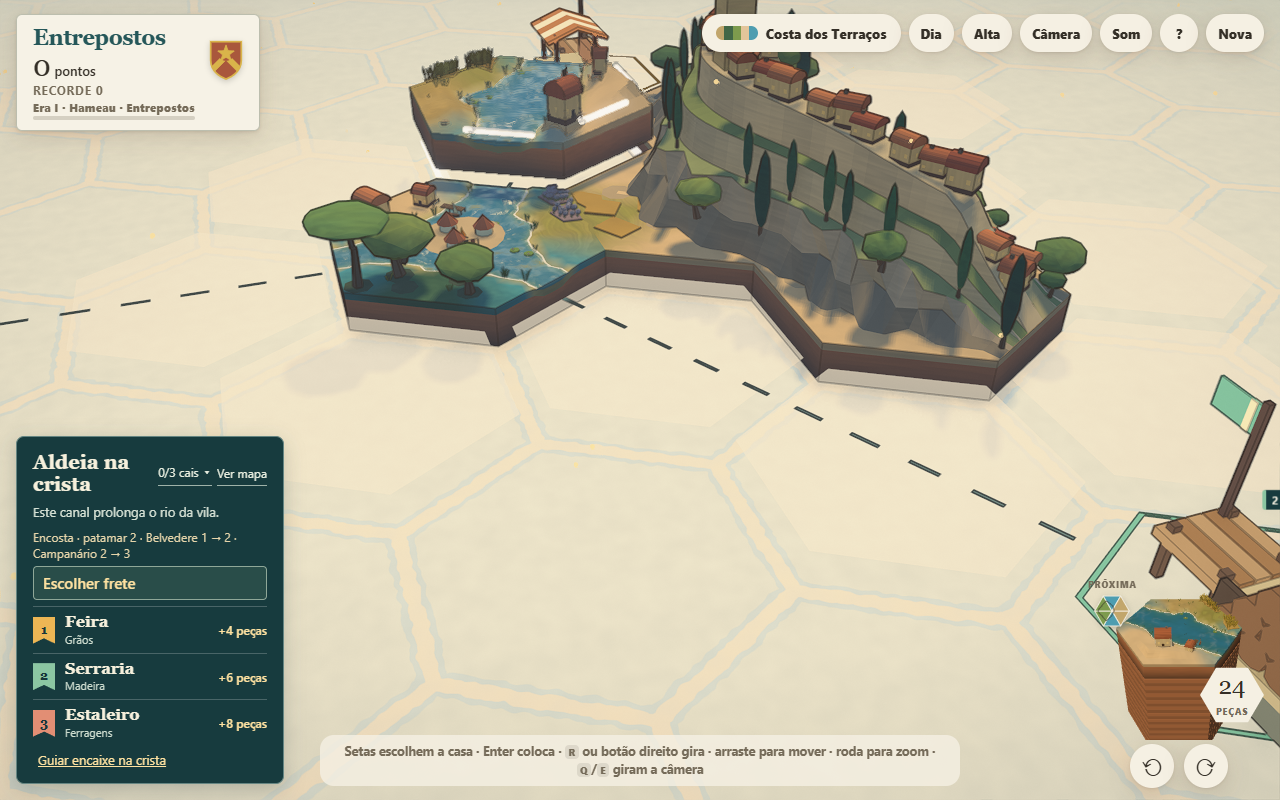 Entrepostos
0 pontos
RECORDE 0
Era I · Hameau · Entrepostos
Costa dos Terraços
Dia
Alta
Câmera
Som
?
Nova
Aldeia na crista
0/3 cais
Ver mapa
Este canal prolonga o rio da vila.
Encosta · patamar 2 · Belvedere 1 → 2 ·
Campanário 2 → 3
Escolher frete
1 Feira +4 peças
Grãos
2 Serraria +6 peças
Madeira
3 Estaleiro +8 peças
Ferragens
Guiar encaixe na crista
Setas escolhem a casa · Enter coloca · R ou botão direito gira · arraste para mover · roda para zoom ·
Q/E giram a câmera
2
PRÓXIMA
24
PEÇAS